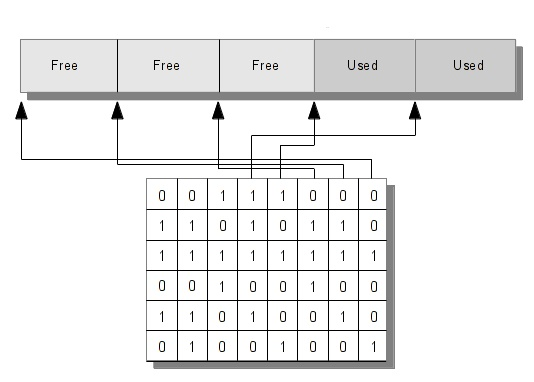 Free Free Free Used Used
0 0 1 1 1 0 0 0
1 1 0 1 0 1 1 0
1 1 1 1 1 1 1 1
0 0 1 0 0 1 0 0
1 1 0 1 0 0 1 0
0 1 0 0 1 0 0 1